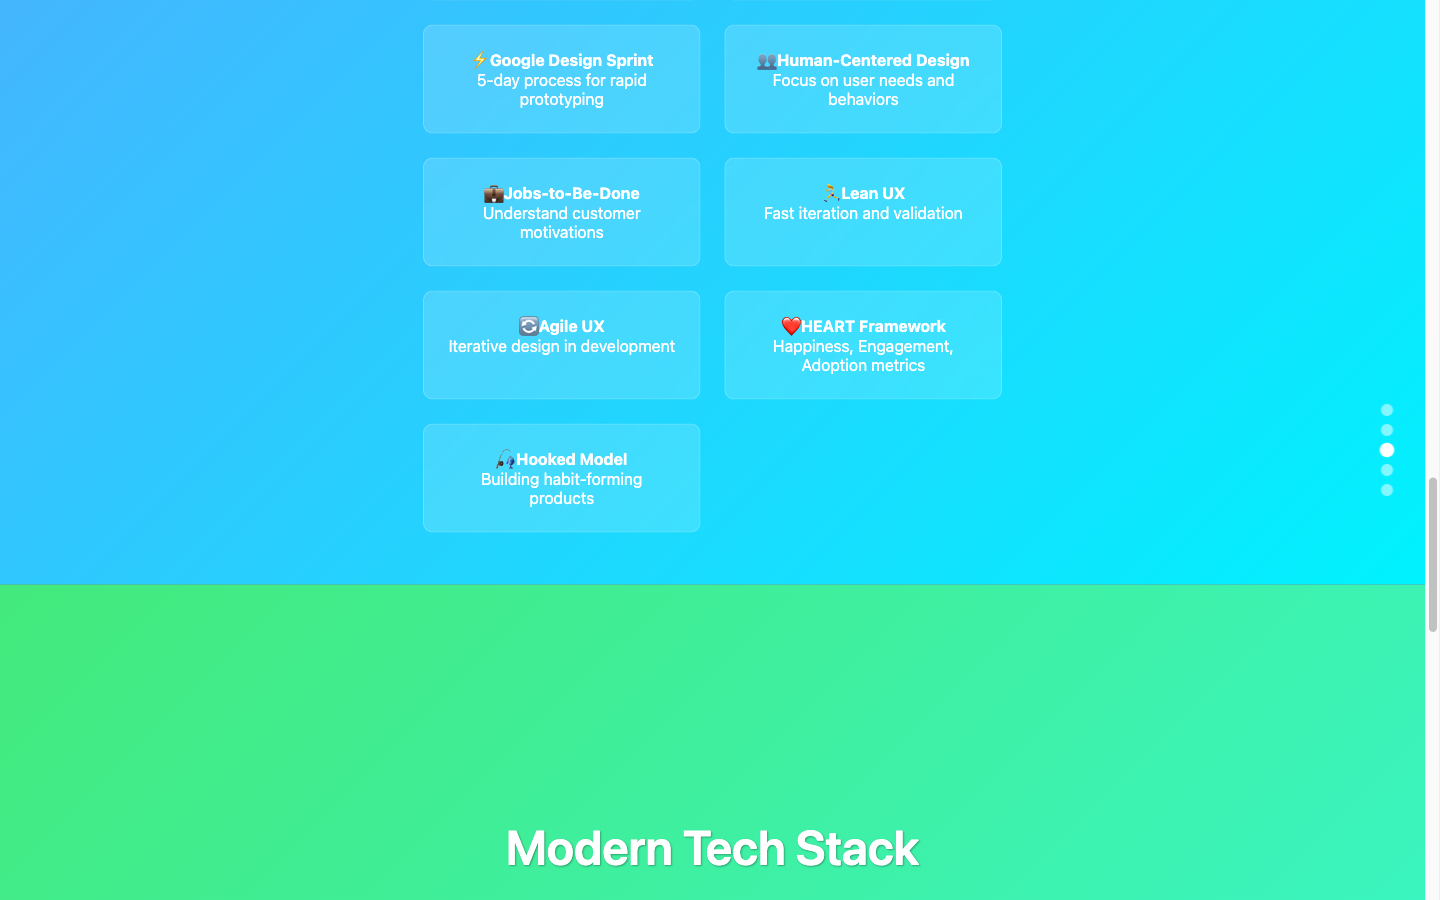 ⚡Google Design Sprint
5-day process for rapid
prototyping
👥Human-Centered Design
Focus on user needs and
behaviors
💼Jobs-to-Be-Done
Understand customer
motivations
🏃Lean UX
Fast iteration and validation
🔄Agile UX
Iterative design in development
❤️HEART Framework
Happiness, Engagement,
Adoption metrics
🎣Hooked Model
Building habit-forming
products
Modern Tech Stack